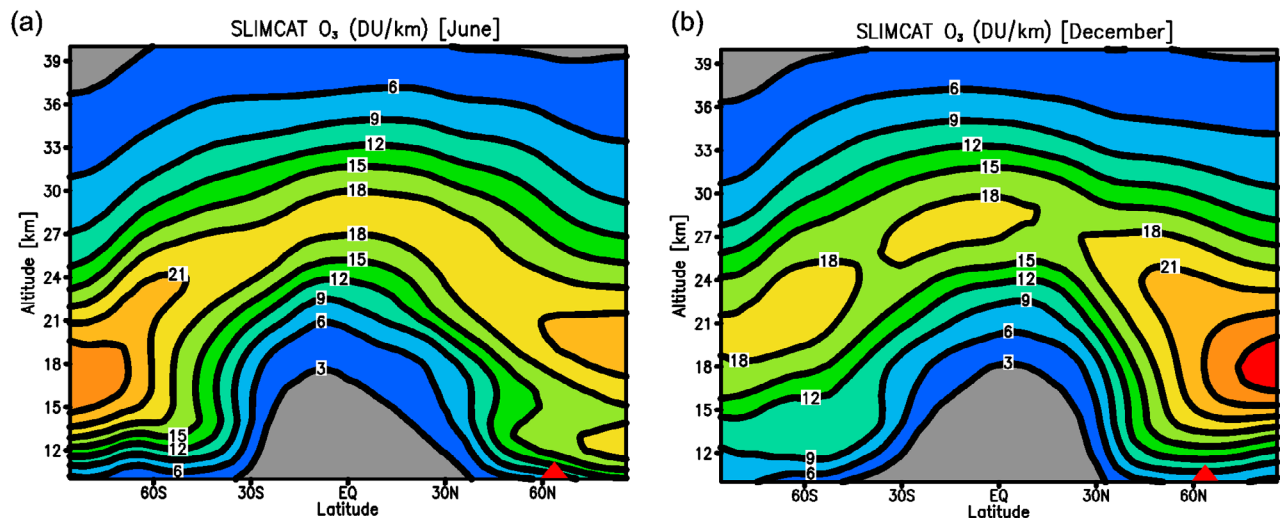 (a)
SLIMCAT O₃ (DU/km) [June]
39
36
33
30
27
24
21
18
15
12
Altitude [km]
6
9
12
15
18
18
21
15
12
9
6
3
15
12
6
60S
30S
EQ
30N
60N
Latitude
(b)
SLIMCAT O₃ (DU/km) [December]
39
36
33
30
27
24
21
18
15
12
Altitude [km]
6
9
12
15
18
18
18
21
15
12
9
6
3
18
12
9
6
60S
30S
EQ
30N
60N
Latitude